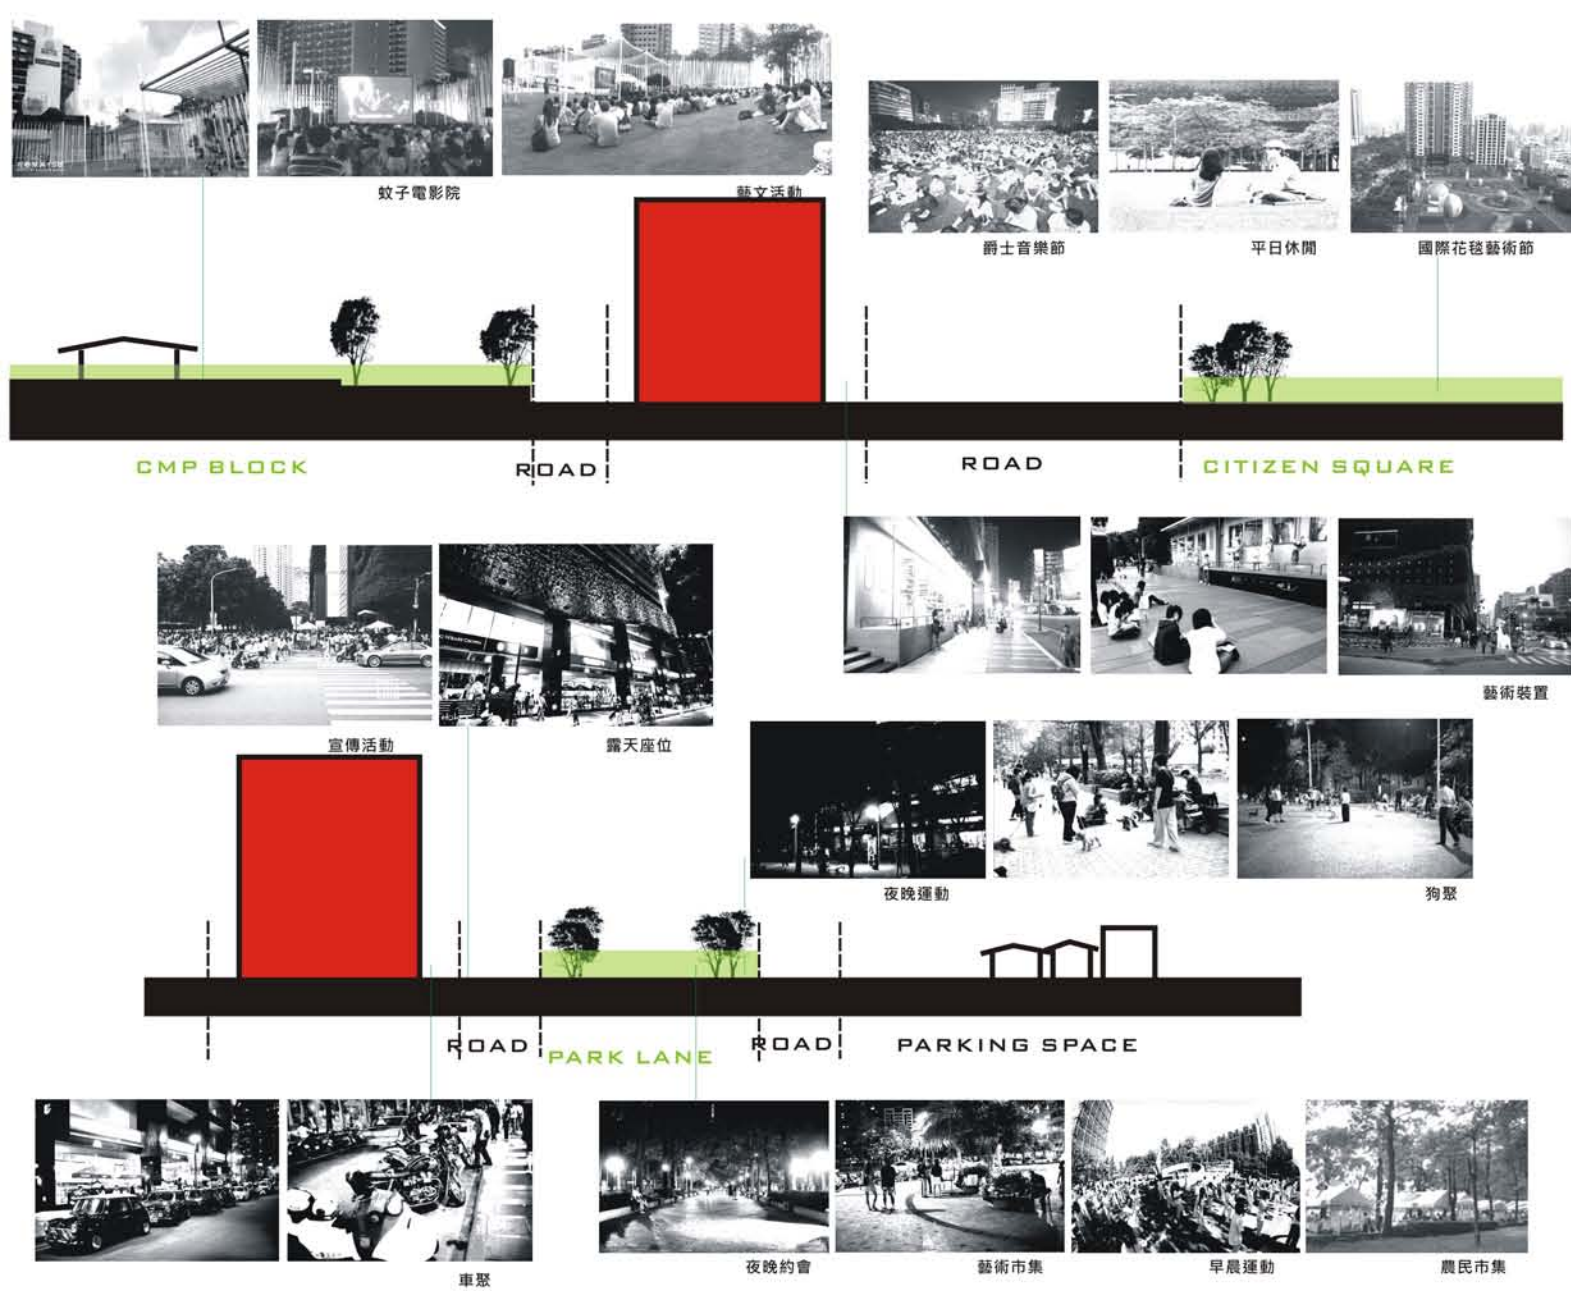 蚊子電影院
藝文活動
爵士音樂節
平日休閒
國際花毯藝術節
CMP BLOCK
ROAD
ROAD
CITIZEN SQUARE
藝術裝置
宣傳活動
露天座位
夜晚運動
狗聚
ROAD
PARK LANE
ROAD
PARKING SPACE
車聚
夜晚約會
藝術市集
早晨運動
農民市集